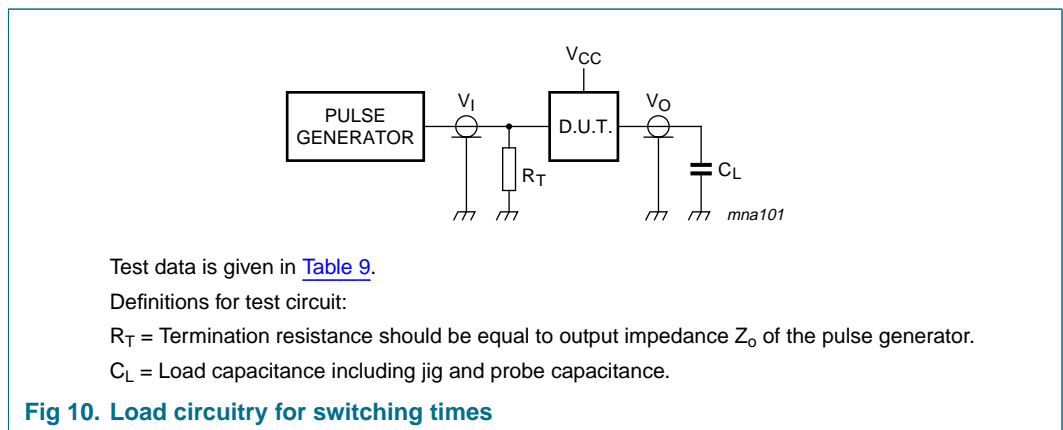 VCC
PULSE
GENERATOR
VI
D.U.T.
VO
RT
CL
mna101
Test data is given in Table 9.
Definitions for test circuit:
RT = Termination resistance should be equal to output impedance Zo of the pulse generator.
CL = Load capacitance including jig and probe capacitance.
Fig 10. Load circuitry for switching times